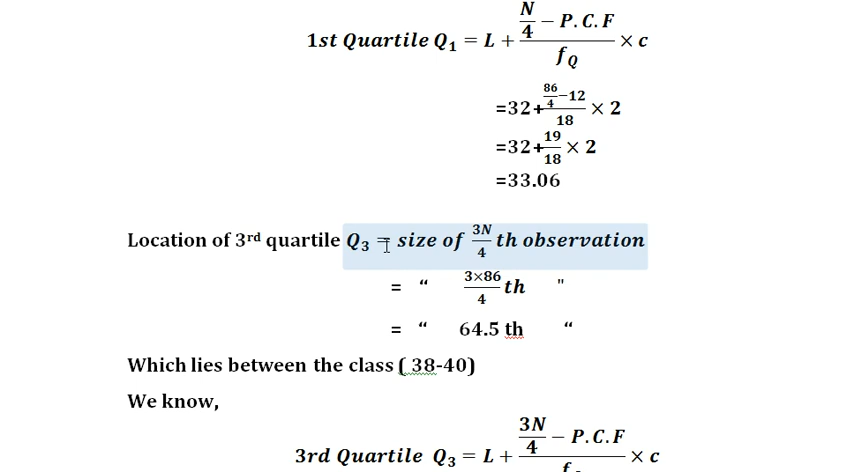 1st Quartile Q₁ = L + (N/4 − P.C.F)/f_Q × c
=32+(86/4−12)/18 × 2
=32+19/18 × 2
=33.06
Location of 3rd quartile Q₃ = size of 3N/4 th observation
= “ 3×86/4 th "
= “ 64.5 th “
Which lies between the class ( 38-40)
We know,
3rd Quartile Q₃ = L + (3N/4 − P.C.F)/f × c